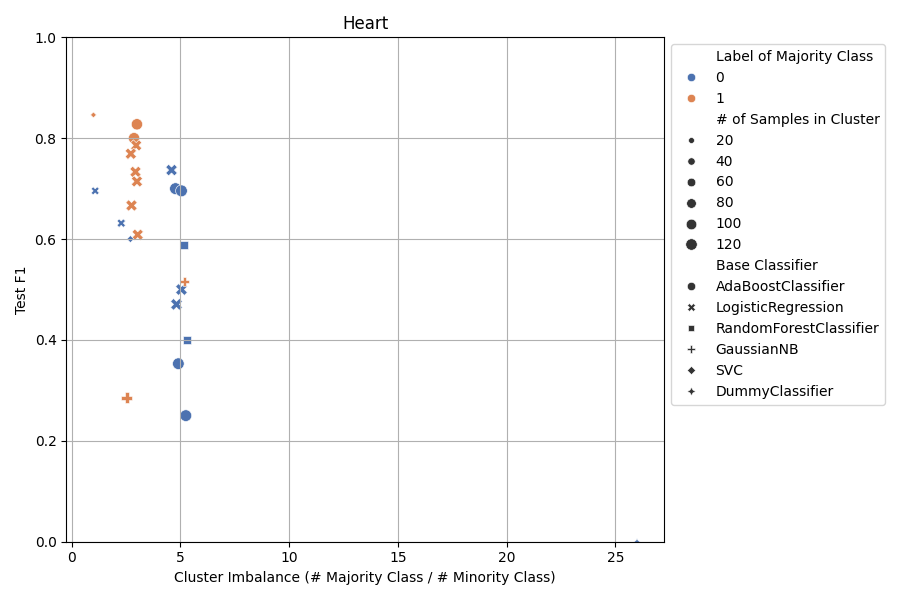 Heart
Test F1
1.0
0.8
0.6
0.4
0.2
0.0
0 5 10 15 20 25
Cluster Imbalance (# Majority Class / # Minority Class)
Label of Majority Class
0
1
# of Samples in Cluster
20
40
60
80
100
120
Base Classifier
AdaBoostClassifier
LogisticRegression
RandomForestClassifier
GaussianNB
SVC
DummyClassifier